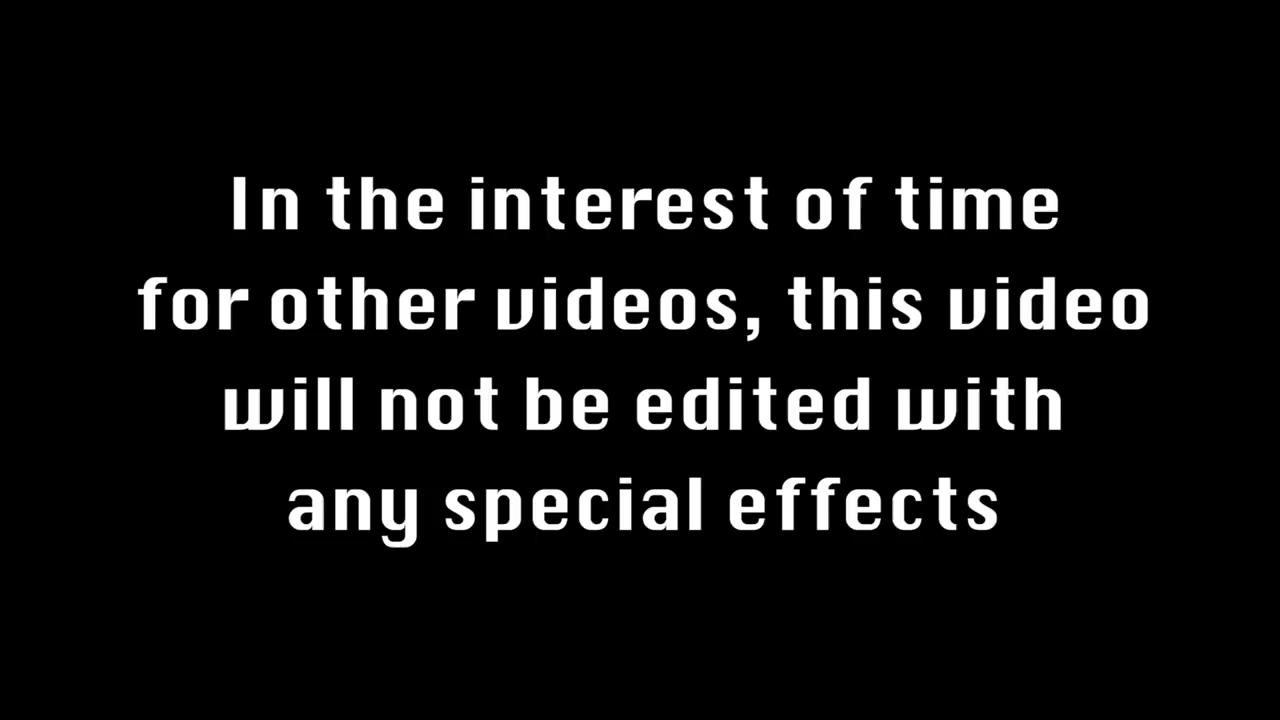 In the interest of time
for other videos, this video
will not be edited with
any special effects